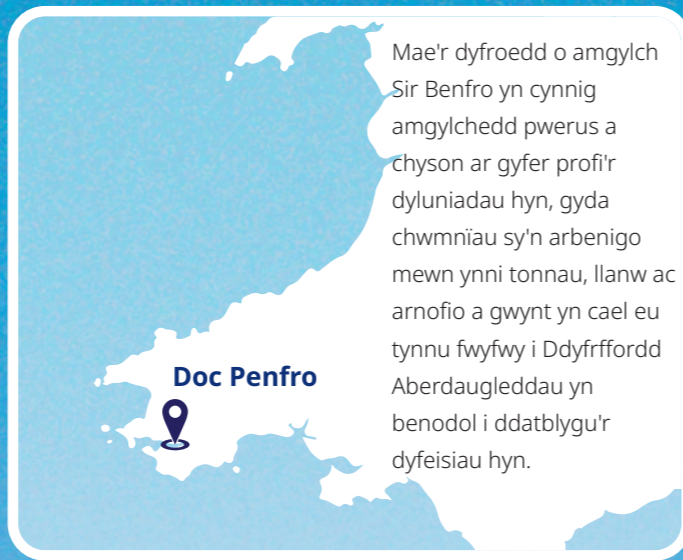 Mae'r dyfroedd o amgylch
Sir Benfro yn cynnig
amgylchedd pwerus a
chyson ar gyfer profi'r
dyluniadau hyn, gyda
chwmnïau sy'n arbenigo
mewn ynni tonnau, llanw ac
arnofio a gwynt yn cael eu
tynnu fwyfwy i Ddyfrffordd
Aberdaugleddau yn
benodol i ddatblygu'r
dyfeisiau hyn.
Doc Penfro